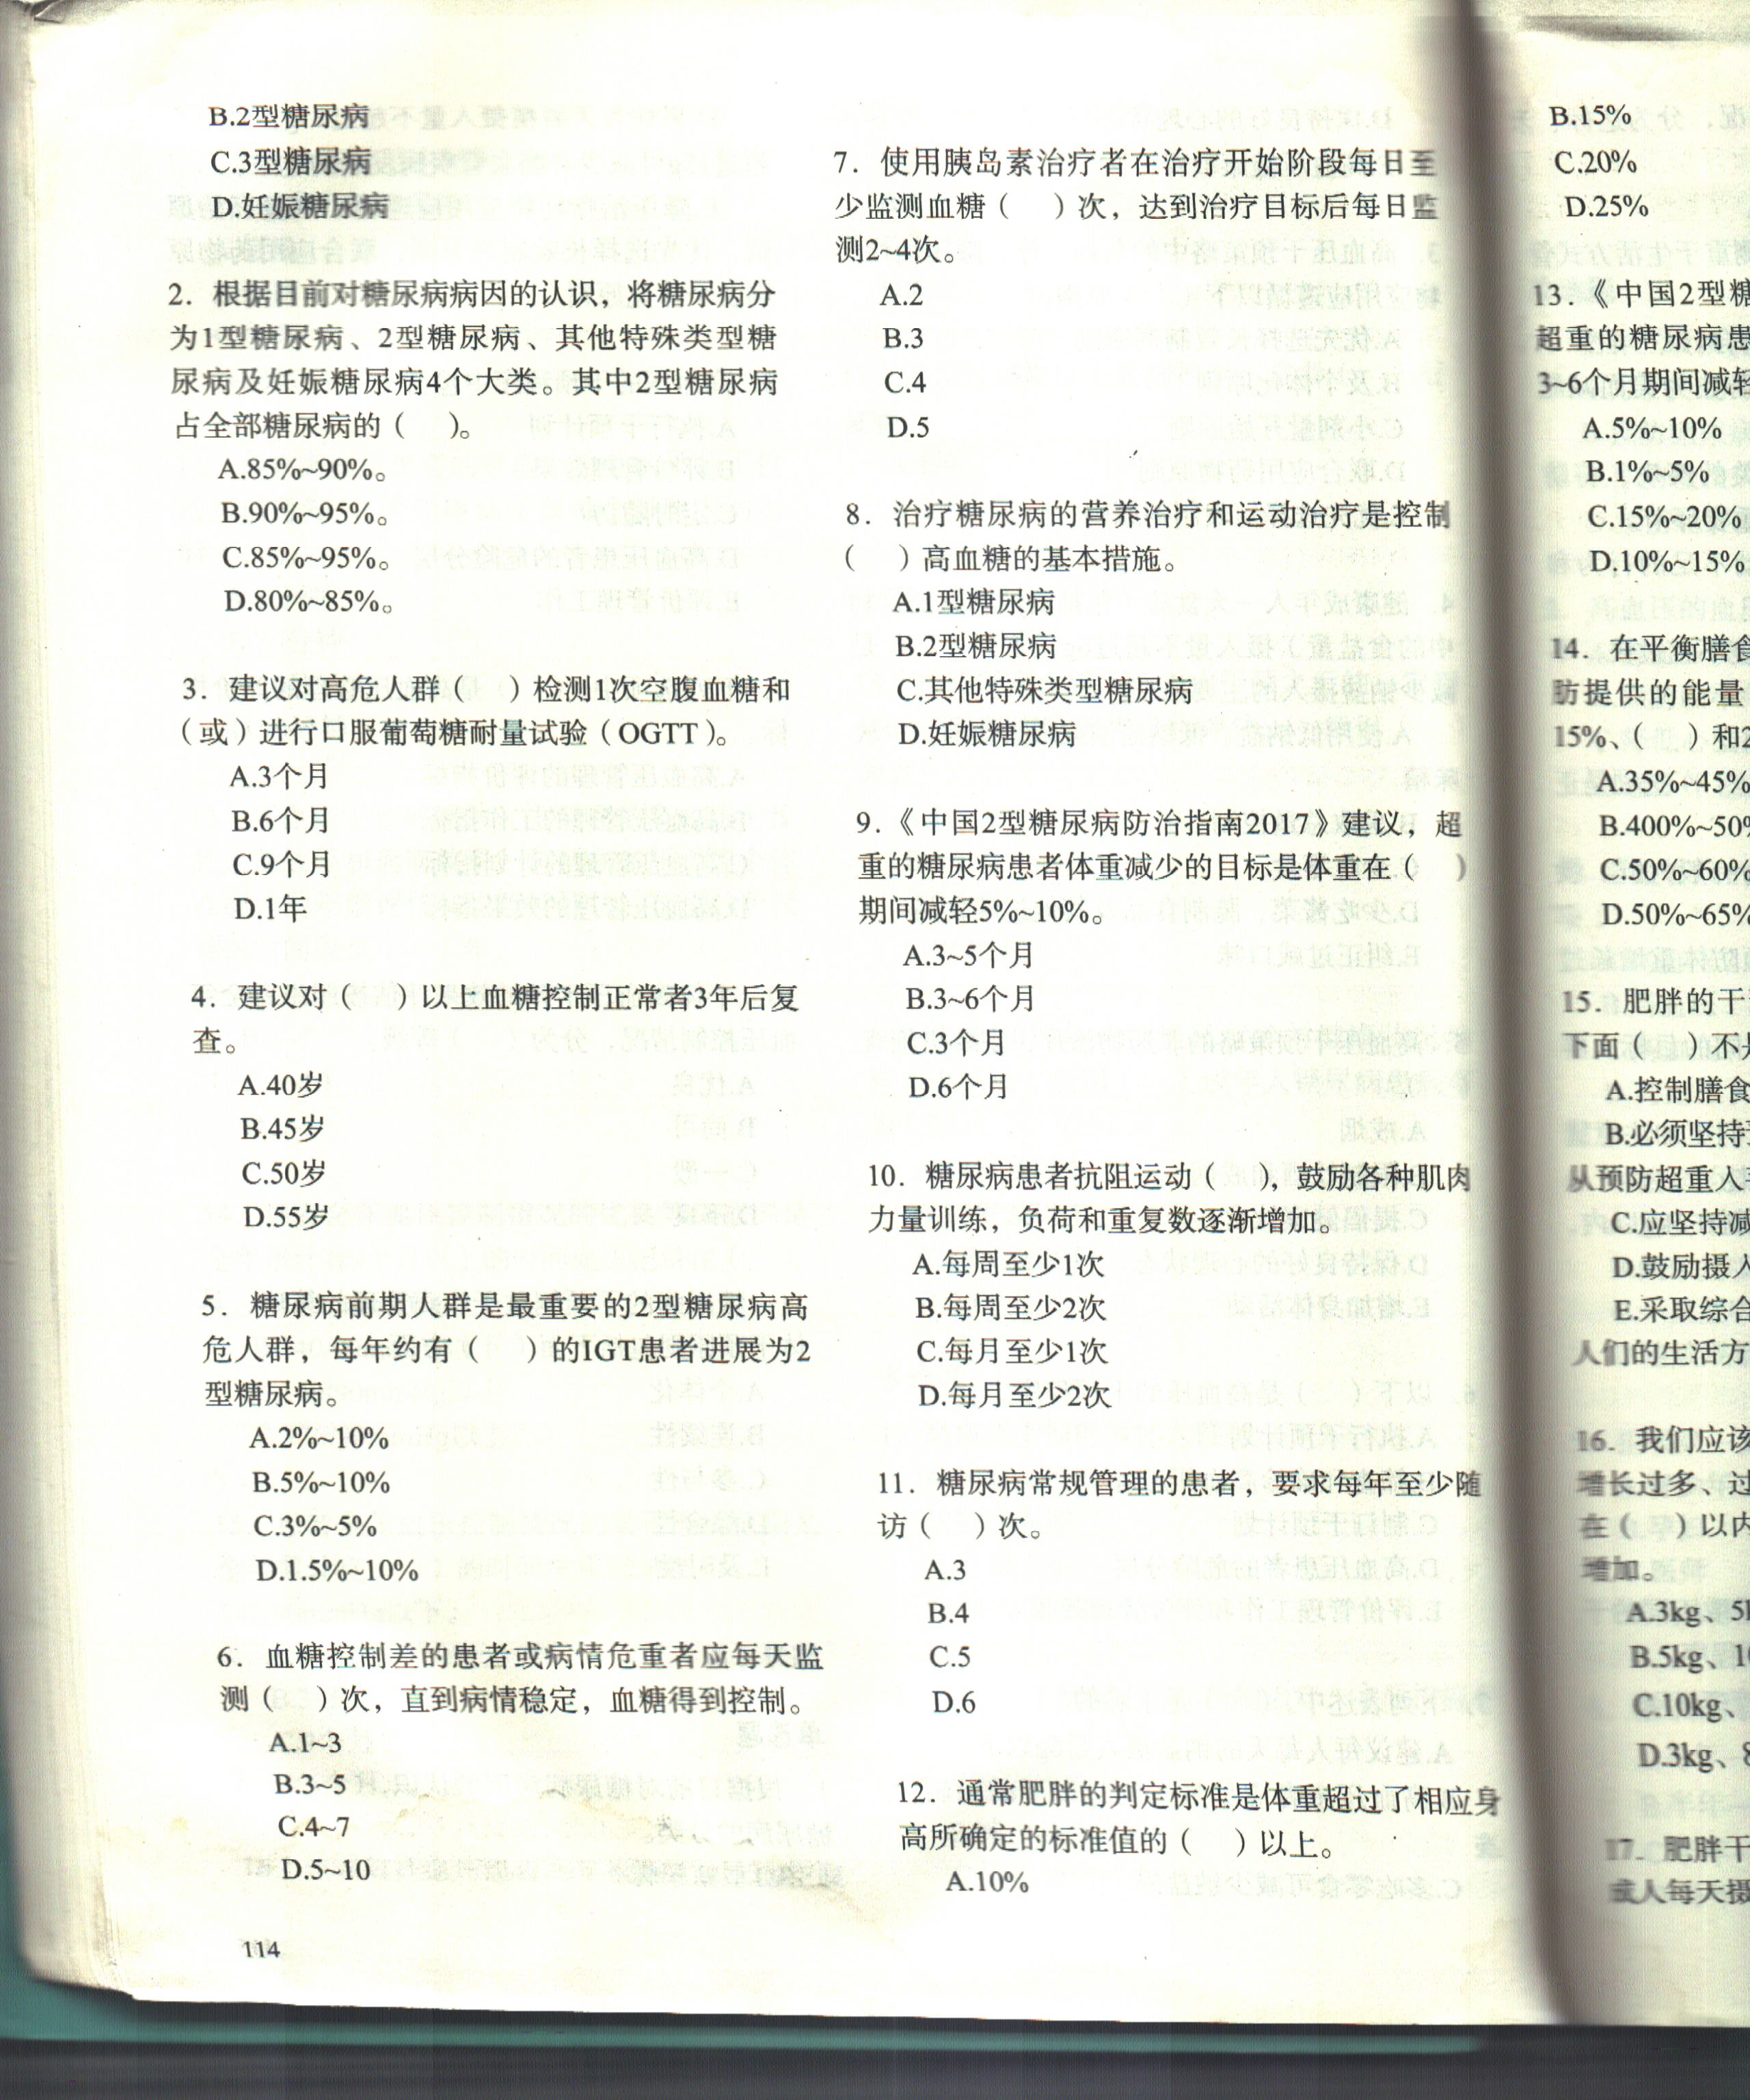 B.2型糖尿病
C.3型糖尿病
D.妊娠糖尿病
2．根据目前对糖尿病病因的认识，将糖尿病分
为1型糖尿病、2型糖尿病、其他特殊类型糖
尿病及妊娠糖尿病4个大类。其中2型糖尿病
占全部糖尿病的（　）。
A.85%~90%。
B.90%~95%。
C.85%~95%。
D.80%~85%。
3．建议对高危人群（　）检测1次空腹血糖和
（或）进行口服葡萄糖耐量试验（OGTT）。
A.3个月
B.6个月
C.9个月
D.1年
4．建议对（　）以上血糖控制正常者3年后复
查。
A.40岁
B.45岁
C.50岁
D.55岁
5．糖尿病前期人群是最重要的2型糖尿病高
危人群，每年约有（　）的IGT患者进展为2
型糖尿病。
A.2%~10%
B.5%~10%
C.3%~5%
D.1.5%~10%
6．血糖控制差的患者或病情危重者应每天监
测（　）次，直到病情稳定，血糖得到控制。
A.1~3
B.3~5
C.4~7
D.5~10
114
7．使用胰岛素治疗者在治疗开始阶段每日至
少监测血糖（　）次，达到治疗目标后每日监
测2~4次。
A.2
B.3
C.4
D.5
8．治疗糖尿病的营养治疗和运动治疗是控制
（　）高血糖的基本措施。
A.1型糖尿病
B.2型糖尿病
C.其他特殊类型糖尿病
D.妊娠糖尿病
9．《中国2型糖尿病防治指南2017》建议，超
重的糖尿病患者体重减少的目标是体重在（　）
期间减轻5%~10%。
A.3~5个月
B.3~6个月
C.3个月
D.6个月
10．糖尿病患者抗阻运动（　），鼓励各种肌肉
力量训练，负荷和重复数逐渐增加。
A.每周至少1次
B.每周至少2次
C.每月至少1次
D.每月至少2次
11．糖尿病常规管理的患者，要求每年至少随
访（　）次。
A.3
B.4
C.5
D.6
12．通常肥胖的判定标准是体重超过了相应身
高所确定的标准值的（　）以上。
A.10%
B.15%
C.20%
D.25%
13．《中国2型糖
超重的糖尿病患
3~6个月期间减轻
A.5%~10%
B.1%~5%
C.15%~20%
D.10%~15%
14．在平衡膳食
肪提供的能量
15%、（　）和2
A.35%~45%
B.400%~50%
C.50%~60%
D.50%~65%
15．肥胖的干
下面（　）不
A.控制膳食
B.必须坚持
从预防超重入
C.应坚持减
D.鼓励摄入
E.采取综合
人们的生活方
16．我们应该
增长过多、过
在（　）以内
增加。
A.3kg、5
B.5kg、1
C.10kg、
D.3kg、8
17．肥胖干
成人每天摄